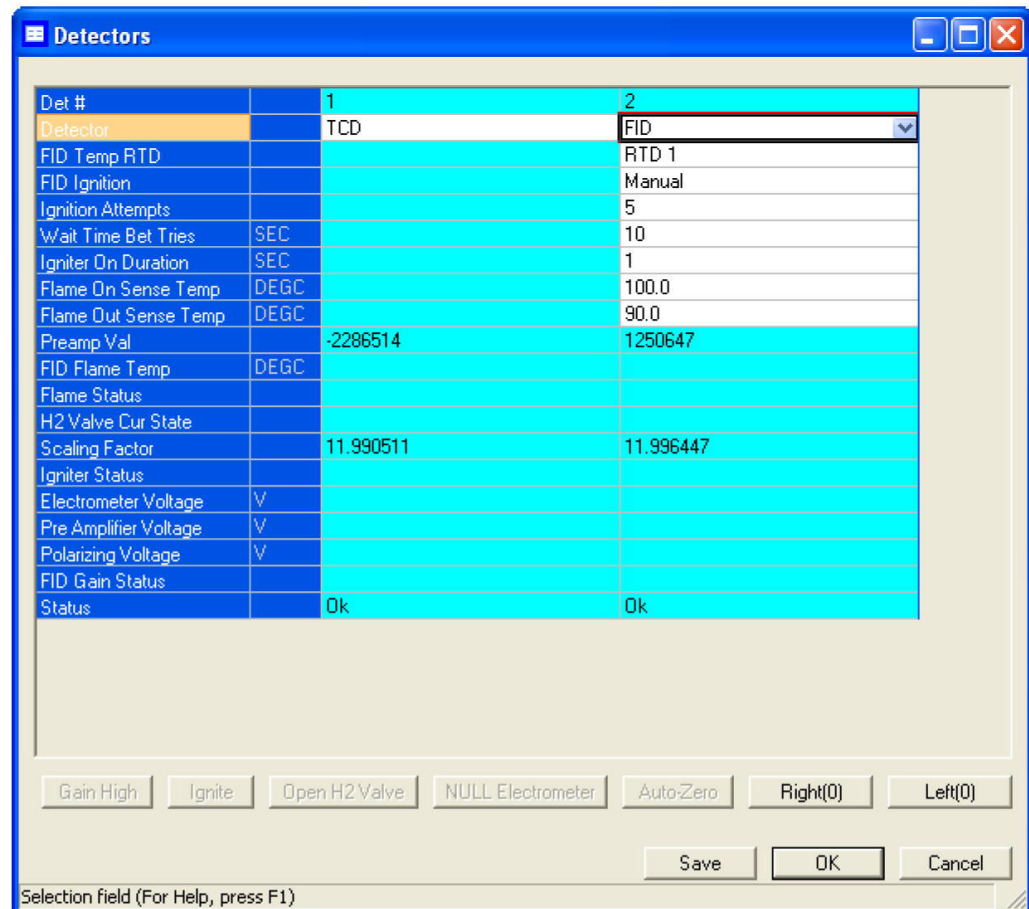 Detectors
Det # 1 2
Detector TCD FID
FID Temp RTD RTD 1
FID Ignition Manual
Ignition Attempts 5
Wait Time Bet Tries SEC 10
Igniter On Duration SEC 1
Flame On Sense Temp DEGC 100.0
Flame Out Sense Temp DEGC 90.0
Preamp Val -2286514 1250647
FID Flame Temp DEGC
Flame Status
H2 Valve Cur State
Scaling Factor 11.990511 11.996447
Igniter Status
Electrometer Voltage V
Pre Amplifier Voltage V
Polarizing Voltage V
FID Gain Status
Status Ok Ok
Gain High Ignite Open H2 Valve NULL Electrometer Auto-Zero Right(0) Left(0)
Save OK Cancel
Selection field (For Help, press F1)